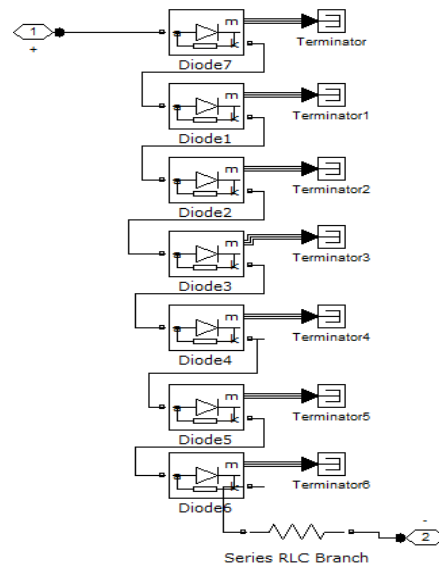 1
+
m
a
k
Diode7
Terminator
m
a
k
Diode1
Terminator1
m
a
k
Diode2
Terminator2
m
a
k
Diode3
Terminator3
m
a
k
Diode4
Terminator4
m
a
k
Diode5
Terminator5
m
a
k
Diode6
Terminator6
-
2
Series RLC Branch